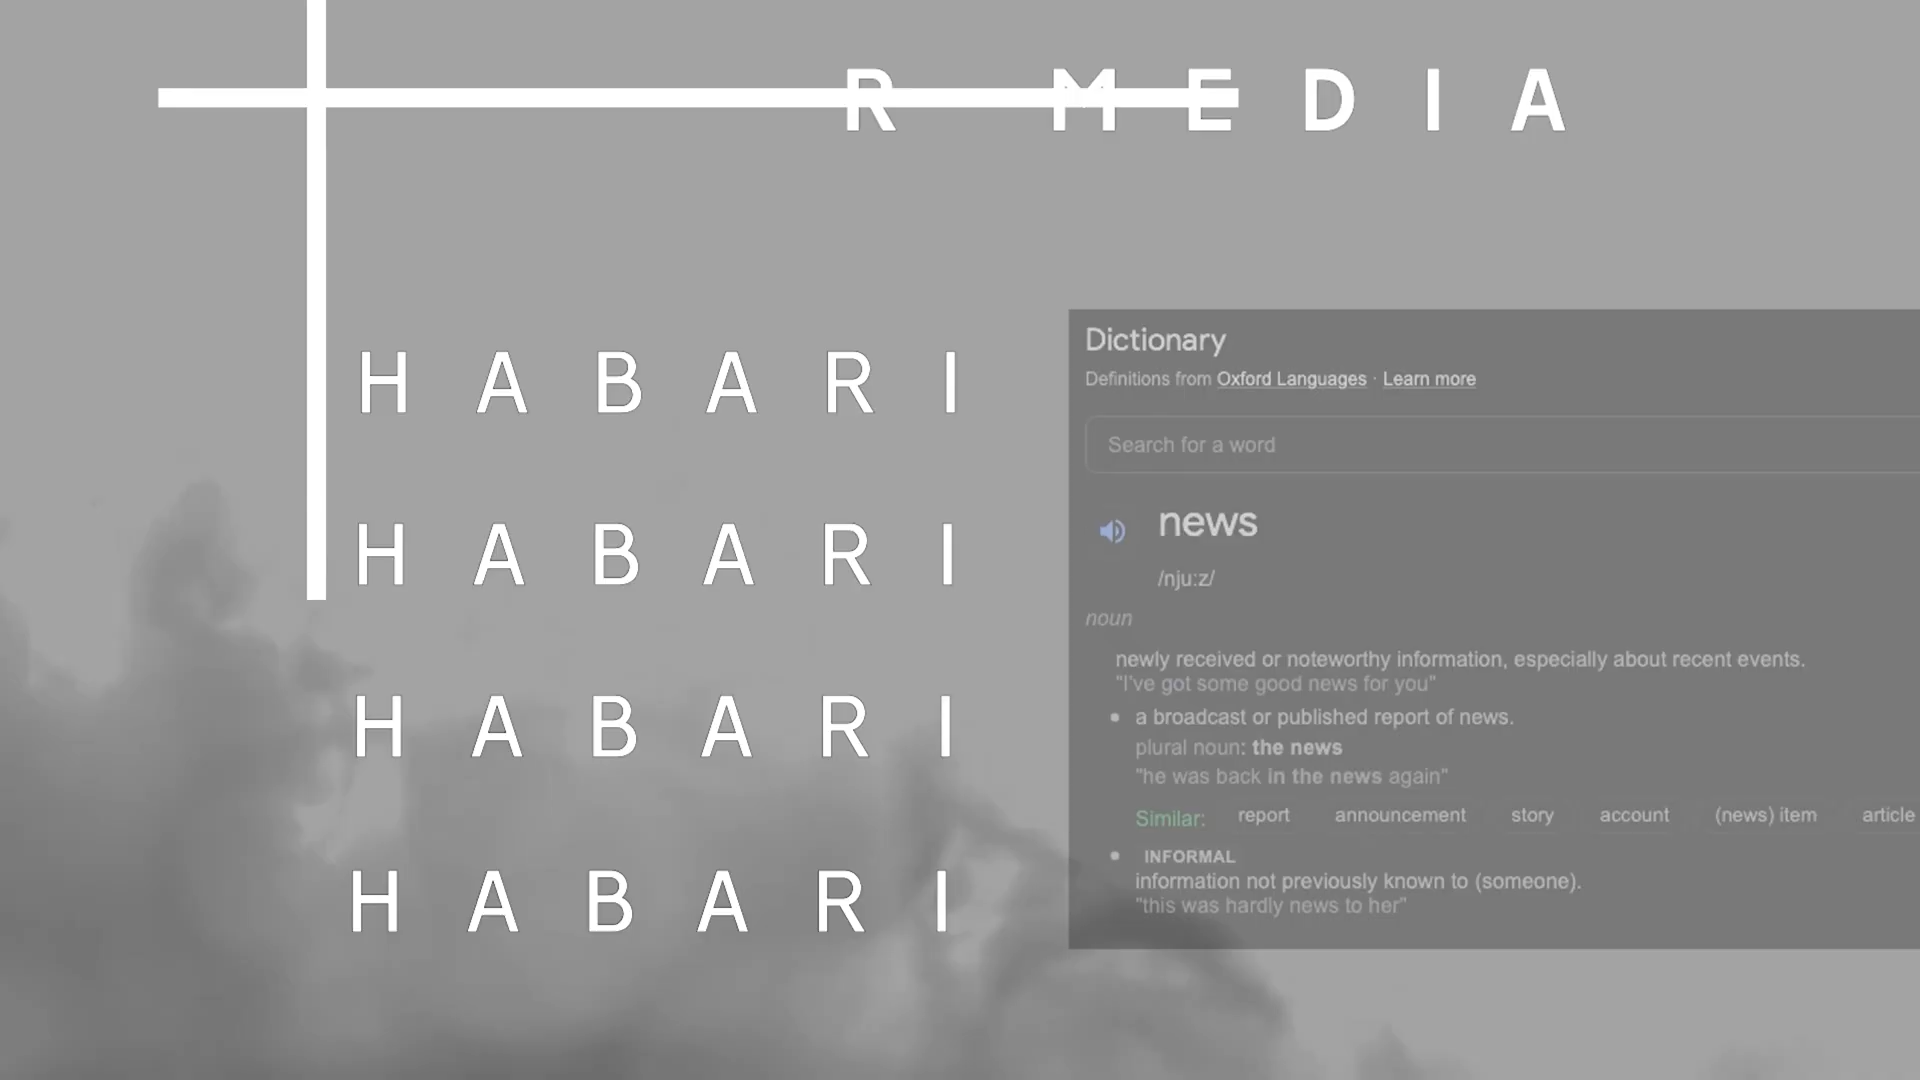 R MEDIA
HABARI
HABARI
HABARI
HABARI
Dictionary
Definitions from Oxford Languages · Learn more
Search for a word
news
/njuːz/
noun
newly received or noteworthy information, especially about recent events.
"I've got some good news for you"
• a broadcast or published report of news.
plural noun: the news
"he was back in the news again"
Similar: report announcement story account (news) item article
• INFORMAL
information not previously known to (someone).
"this was hardly news to her"